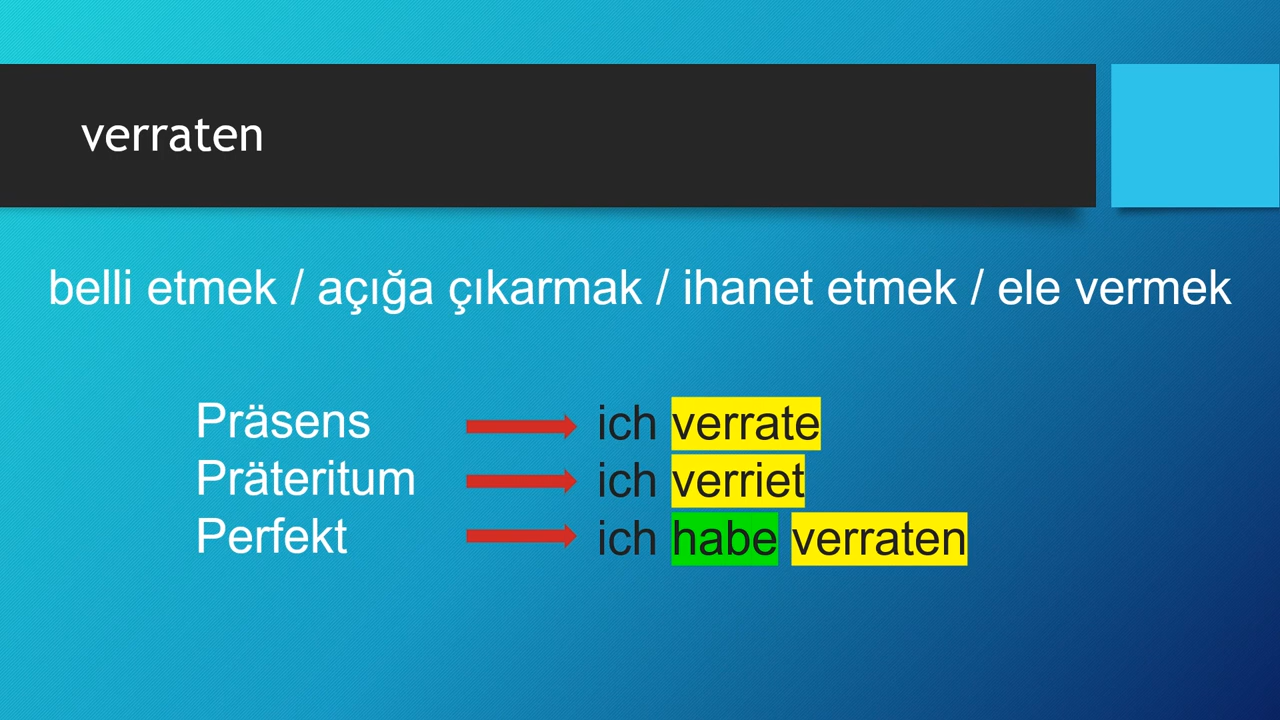 verraten
belli etmek / açığa çıkarmak / ihanet etmek / ele vermek
Präsens ich verrate
Präteritum ich verriet
Perfekt ich habe verraten